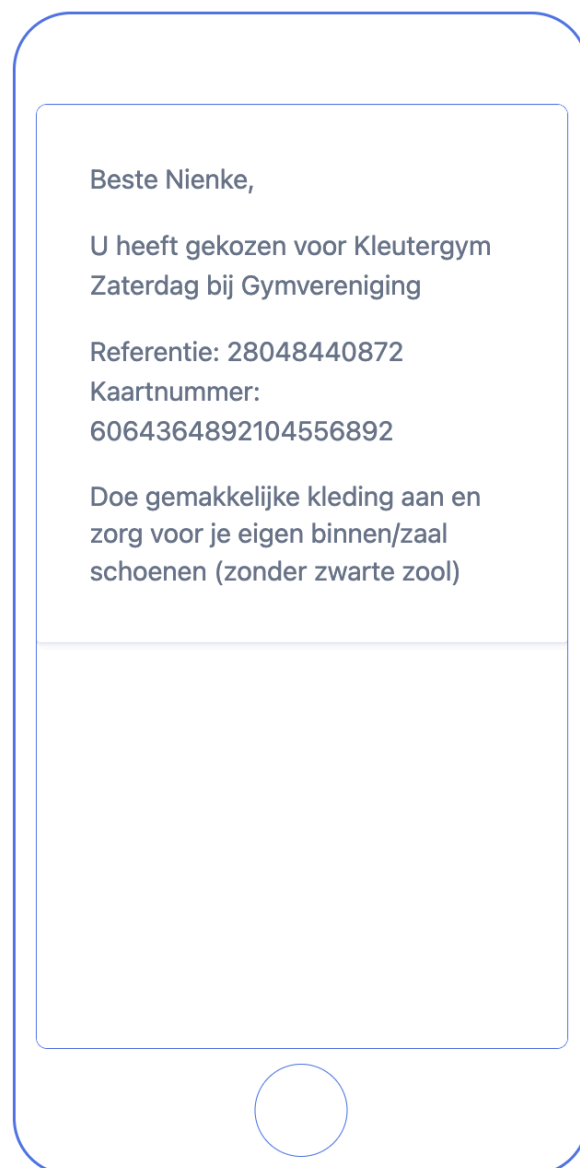 Beste Nienke,
U heeft gekozen voor Kleutergym
Zaterdag bij Gymvereniging
Referentie: 28048440872
Kaartnummer:
6064364892104556892
Doe gemakkelijke kleding aan en
zorg voor je eigen binnen/zaal
schoenen (zonder zwarte zool)